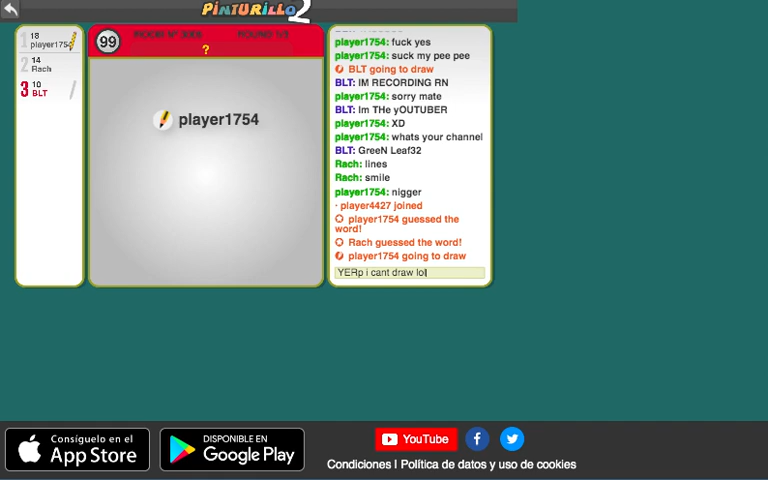 PINTURILLO 2
1 18
player1754
2 14
Rach
3 10
BLT
99
?
player1754
player1754: fuck yes
player1754: suck my pee pee
BLT going to draw
BLT: IM RECORDING RN
player1754: sorry mate
BLT: Im THe yOUTUBER
player1754: XD
player1754: whats your channel
BLT: GreeN Leaf32
Rach: lines
Rach: smile
player1754: nigger
· player4427 joined
player1754 guessed the
word!
Rach guessed the word!
player1754 going to draw
YERp i cant draw lol
Consíguelo en el
App Store
DISPONIBLE EN
Google Play
YouTube
Condiciones | Política de datos y uso de cookies